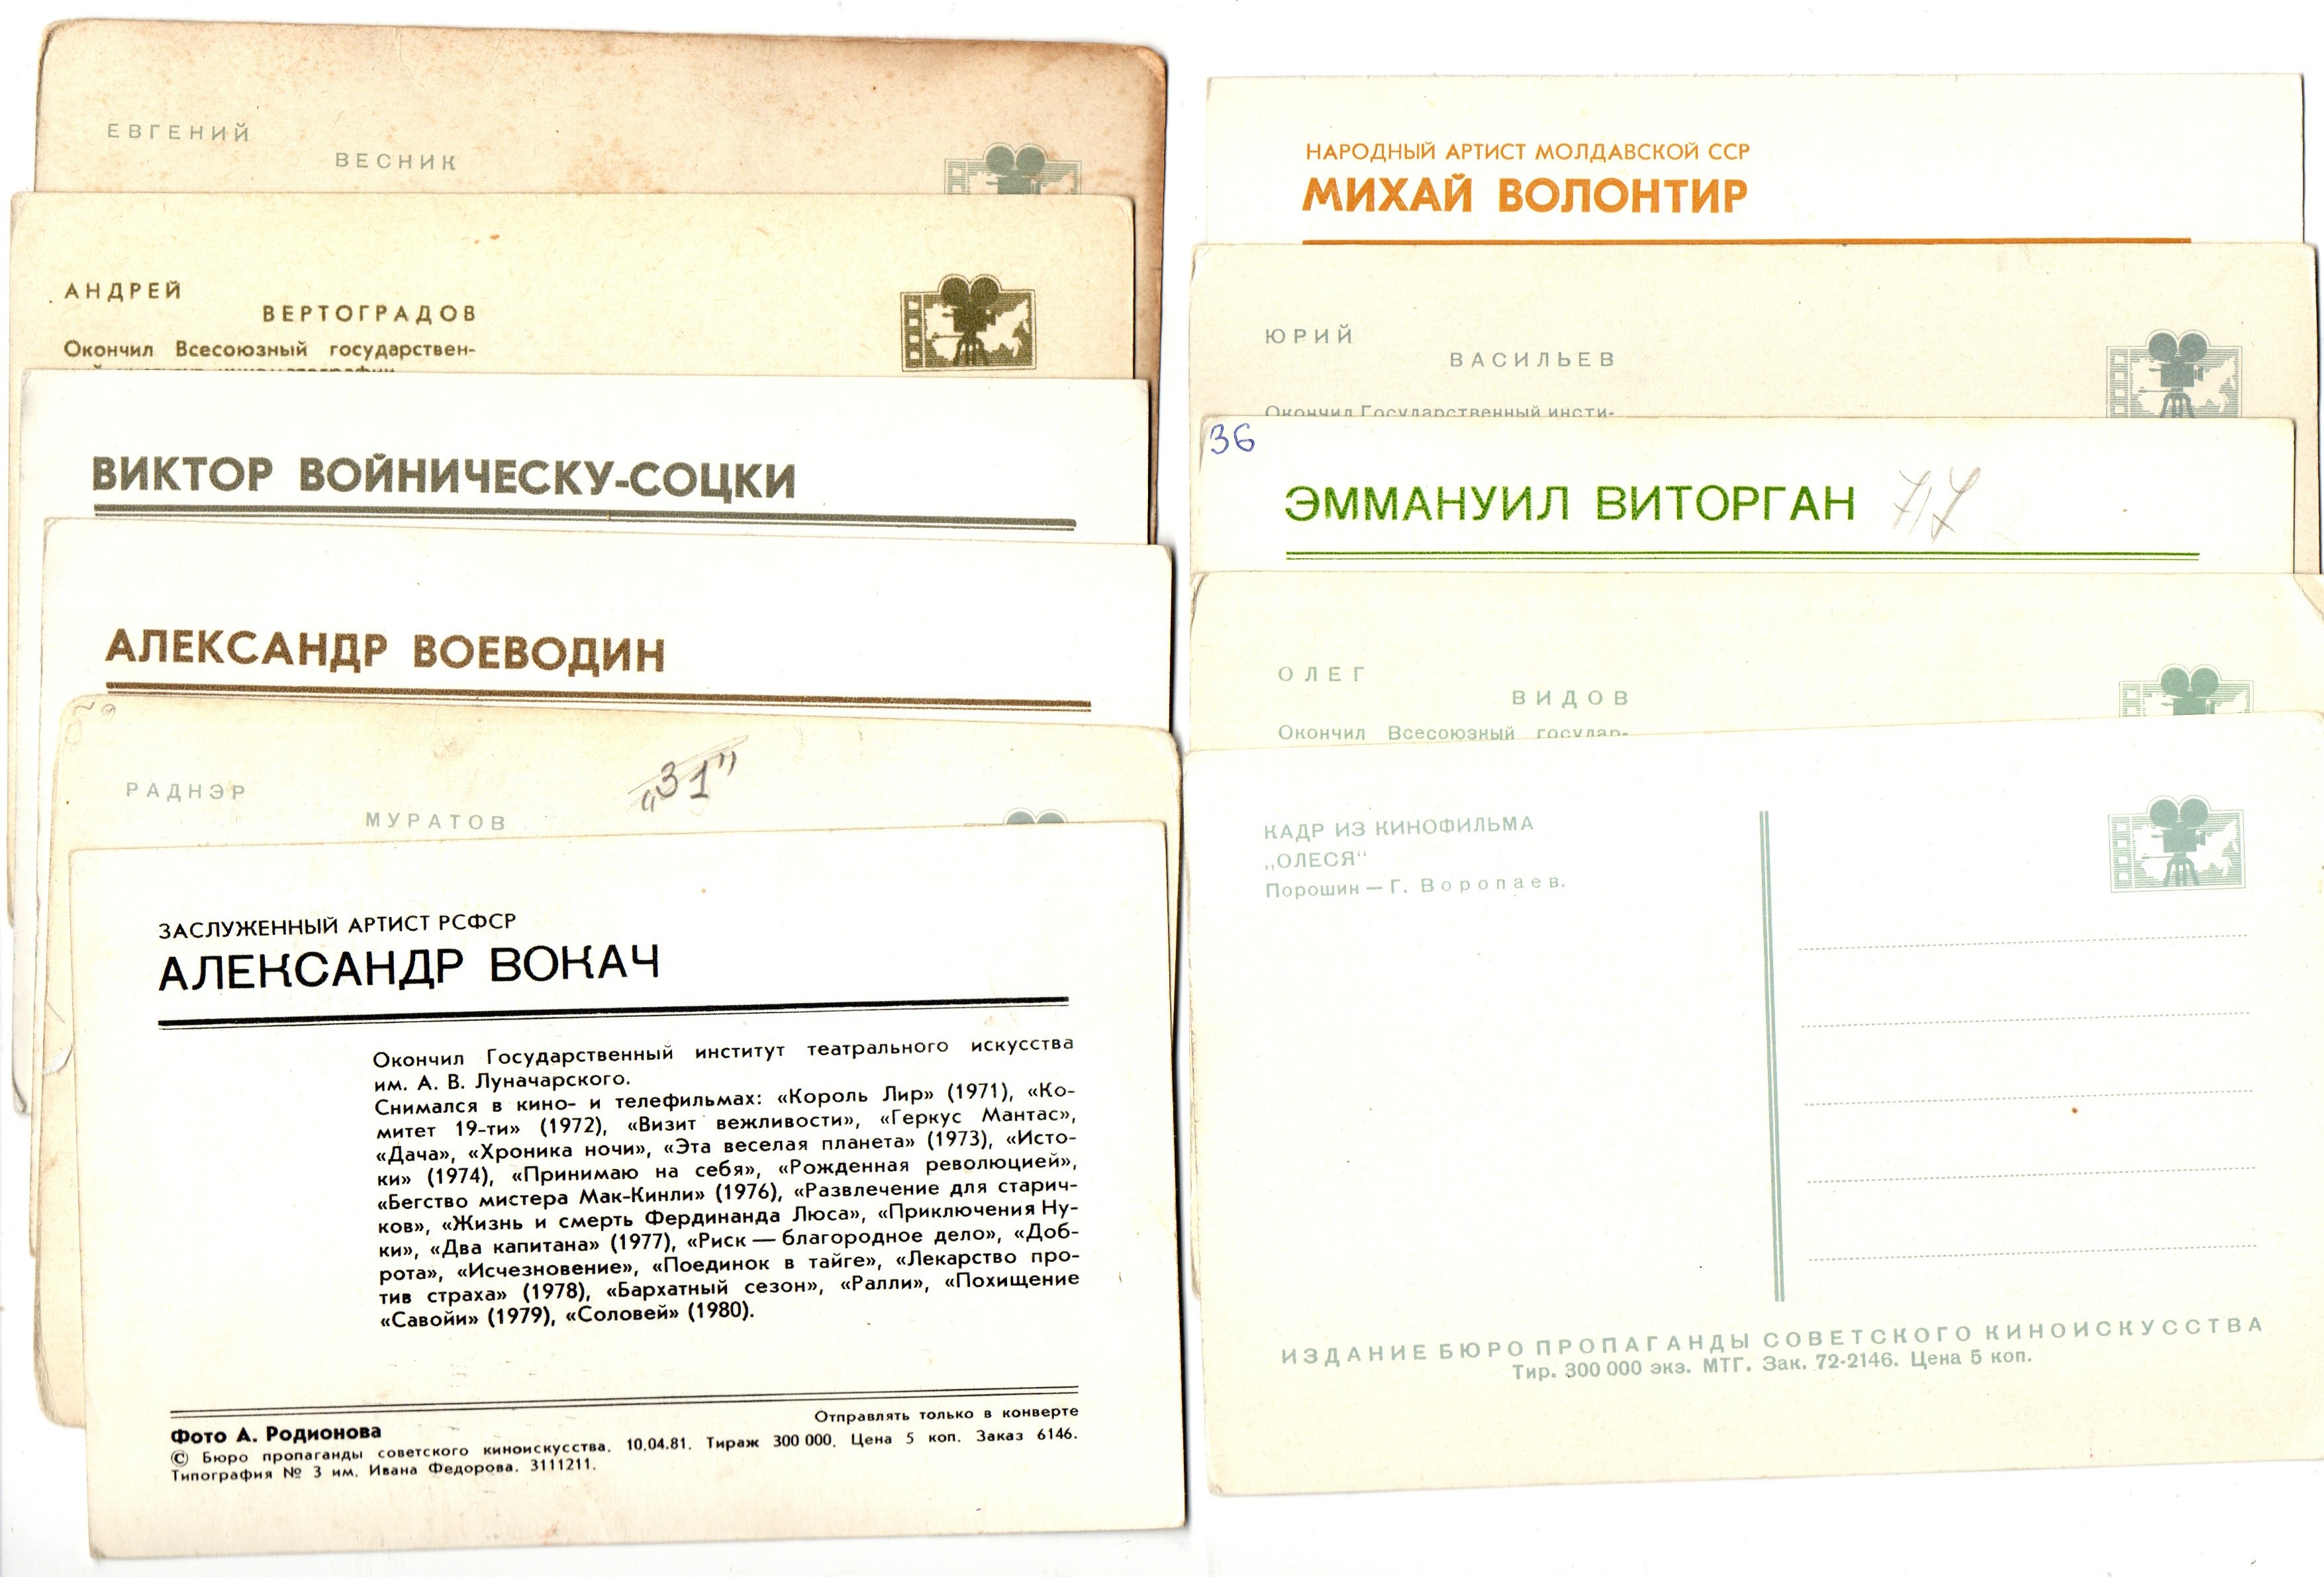 ЕВГЕНИЙ
ВЕСНИК
АНДРЕЙ
ВЕРТОГРАДОВ
Окончил Всесоюзный государствен-
ВИКТОР ВОЙНИЧЕСКУ-СОЦКИ
АЛЕКСАНДР ВОЕВОДИН
РАДНЭР
„31"
МУРАТОВ
ЗАСЛУЖЕННЫЙ АРТИСТ РСФСР
АЛЕКСАНДР ВОКАЧ
Окончил Государственный институт театрального искусства
им. А. В. Луначарского.
Снимался в кино- и телефильмах: «Король Лир» (1971), «Ко-
митет 19-ти» (1972), «Визит вежливости», «Геркус Мантас»,
«Дача», «Хроника ночи», «Эта веселая планета» (1973), «Исто-
ки» (1974), «Принимаю на себя», «Рожденная революцией»,
«Бегство мистера Мак-Кинли» (1976), «Развлечение для старич-
ков», «Жизнь и смерть Фердинанда Люса», «Приключения Ну-
ки», «Два капитана» (1977), «Риск — благородное дело», «Доб-
рота», «Исчезновение», «Поединок в тайге», «Лекарство про-
тив страха» (1978), «Бархатный сезон», «Ралли», «Похищение
«Савойи» (1979), «Соловей» (1980).
Отправлять только в конверте
Фото А. Родионова
© Бюро пропаганды советского киноискусства. 10.04.81. Тираж 300 000. Цена 5 коп. Заказ 6146.
Типография № 3 им. Ивана Федорова. 3111211.
НАРОДНЫЙ АРТИСТ МОЛДАВСКОЙ ССР
МИХАЙ ВОЛОНТИР
ЮРИЙ
ВАСИЛЬЕВ
Окончил Государственный инсти-
36
ЭММАНУИЛ ВИТОРГАН
ОЛЕГ
ВИДОВ
Окончил Всесоюзный государ-
КАДР ИЗ КИНОФИЛЬМА
„ОЛЕСЯ“
Порошин — Г. Воропаев.
ИЗДАНИЕ БЮРО ПРОПАГАНДЫ СОВЕТСКОГО КИНОИСКУССТВА
Тир. 300 000 экз. МТГ. Зак. 72-2146. Цена 5 коп.